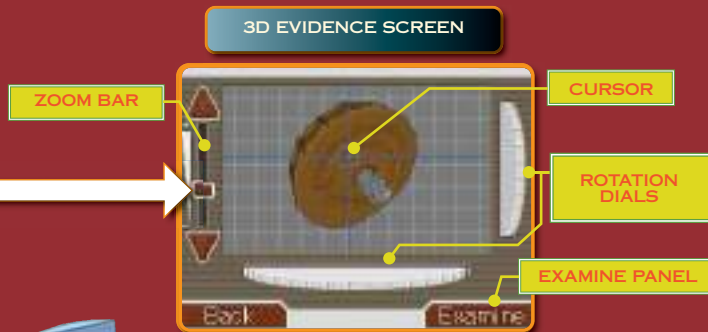 3D EVIDENCE SCREEN
ZOOM BAR
CURSOR
ROTATION
DIALS
EXAMINE PANEL
Back
Examine